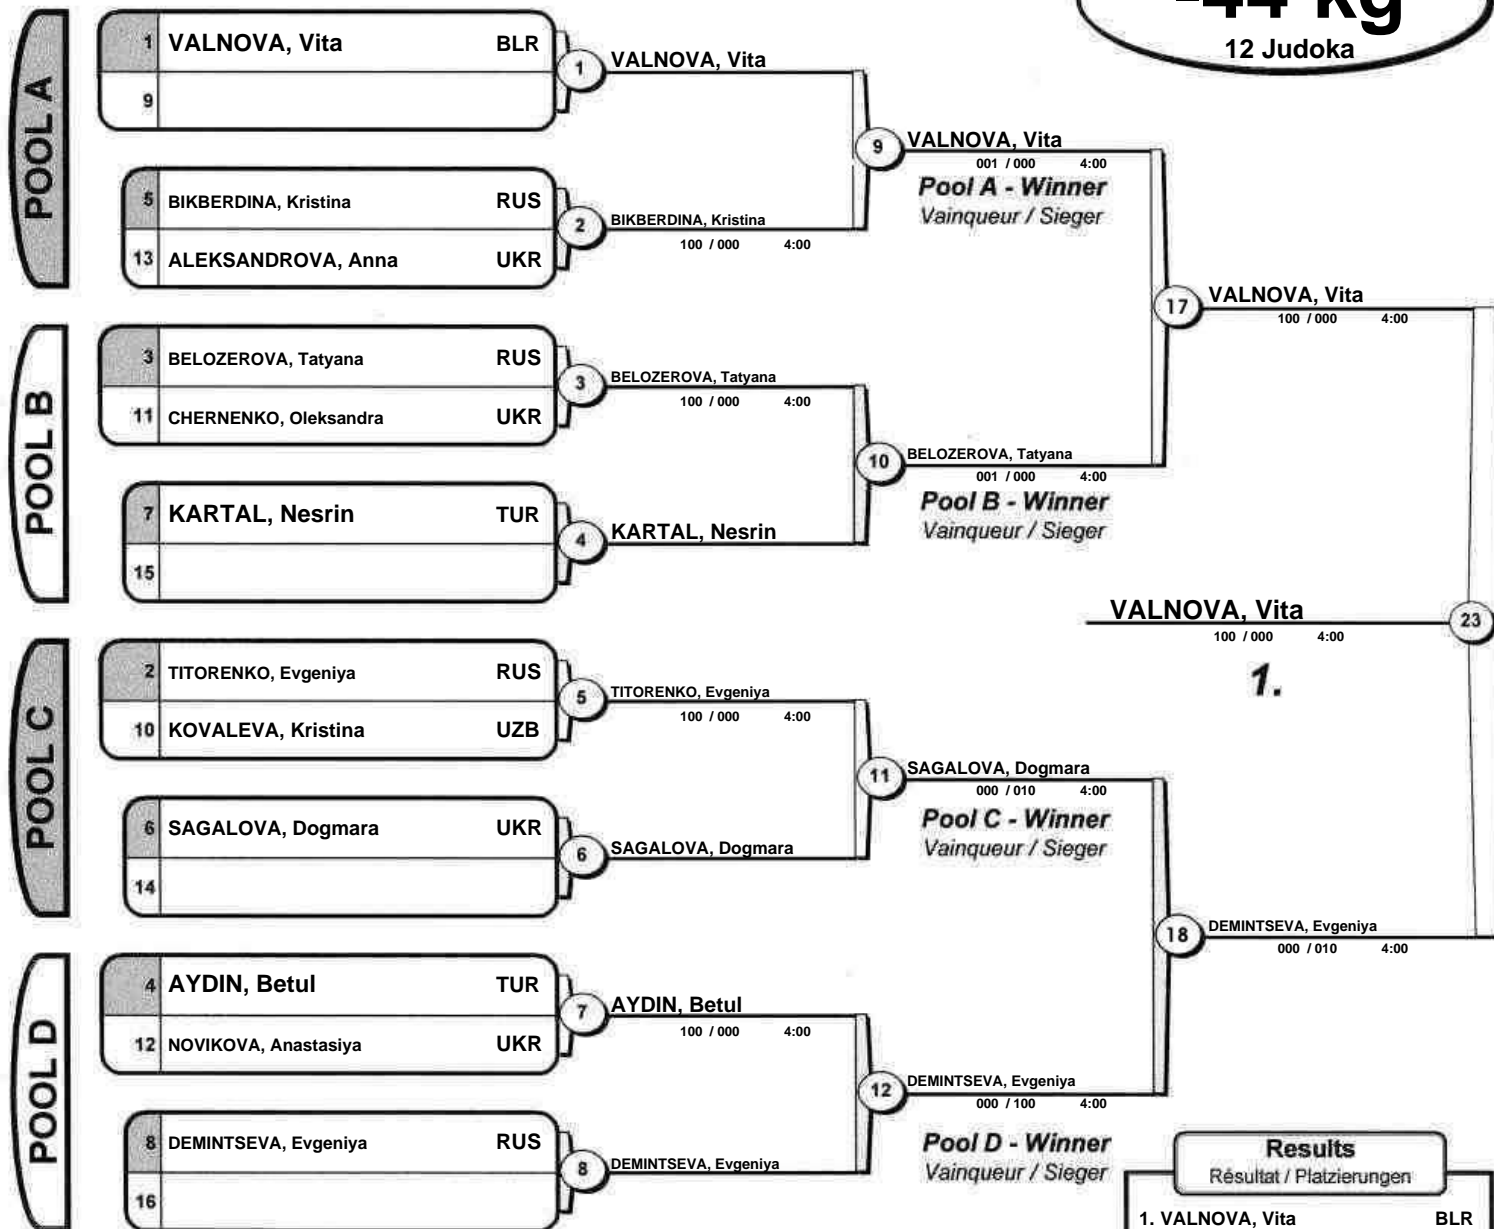 -44 kg
12 Judoka
POOL A
1 VALNOVA, Vita BLR
9
1 VALNOVA, Vita
5 BIKBERDINA, Kristina RUS
13 ALEKSANDROVA, Anna UKR
2 BIKBERDINA, Kristina
100 / 000 4:00
9 VALNOVA, Vita
001 / 000 4:00
Pool A - Winner
Vainqueur / Sieger
POOL B
3 BELOZEROVA, Tatyana RUS
11 CHERNENKO, Oleksandra UKR
3 BELOZEROVA, Tatyana
100 / 000 4:00
7 KARTAL, Nesrin TUR
15
4 KARTAL, Nesrin
10 BELOZEROVA, Tatyana
001 / 000 4:00
Pool B - Winner
Vainqueur / Sieger
17 VALNOVA, Vita
100 / 000 4:00
VALNOVA, Vita 23
100 / 000 4:00
1.
POOL C
2 TITORENKO, Evgeniya RUS
10 KOVALEVA, Kristina UZB
5 TITORENKO, Evgeniya
100 / 000 4:00
6 SAGALOVA, Dogmara UKR
14
6 SAGALOVA, Dogmara
11 SAGALOVA, Dogmara
000 / 010 4:00
Pool C - Winner
Vainqueur / Sieger
POOL D
4 AYDIN, Betul TUR
12 NOVIKOVA, Anastasiya UKR
7 AYDIN, Betul
100 / 000 4:00
8 DEMINTSEVA, Evgeniya RUS
16
8 DEMINTSEVA, Evgeniya
12 DEMINTSEVA, Evgeniya
000 / 100 4:00
Pool D - Winner
Vainqueur / Sieger
18 DEMINTSEVA, Evgeniya
000 / 010 4:00
Results
Résultat / Platzierungen
1. VALNOVA, Vita BLR